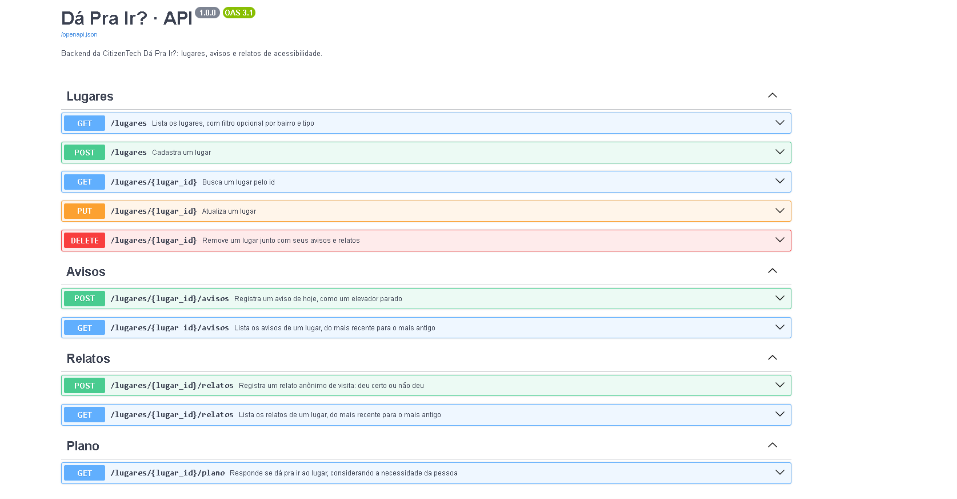 Dá Pra Ir? · API 1.0.0 OAS 3.1
/openapi.json
Backend da CitizenTech Dá Pra Ir?: lugares, avisos e relatos de acessibilidade.
Lugares
GET /lugares Lista os lugares, com filtro opcional por bairro e tipo
POST /lugares Cadastra um lugar
GET /lugares/{lugar_id} Busca um lugar pelo id
PUT /lugares/{lugar_id} Atualiza um lugar
DELETE /lugares/{lugar_id} Remove um lugar junto com seus avisos e relatos
Avisos
POST /lugares/{lugar_id}/avisos Registra um aviso de hoje, como um elevador parado
GET /lugares/{lugar_id}/avisos Lista os avisos de um lugar, do mais recente para o mais antigo
Relatos
POST /lugares/{lugar_id}/relatos Registra um relato anônimo de visita: deu certo ou não deu
GET /lugares/{lugar_id}/relatos Lista os relatos de um lugar, do mais recente para o mais antigo
Plano
GET /lugares/{lugar_id}/plano Responde se dá pra ir ao lugar, considerando a necessidade da pessoa